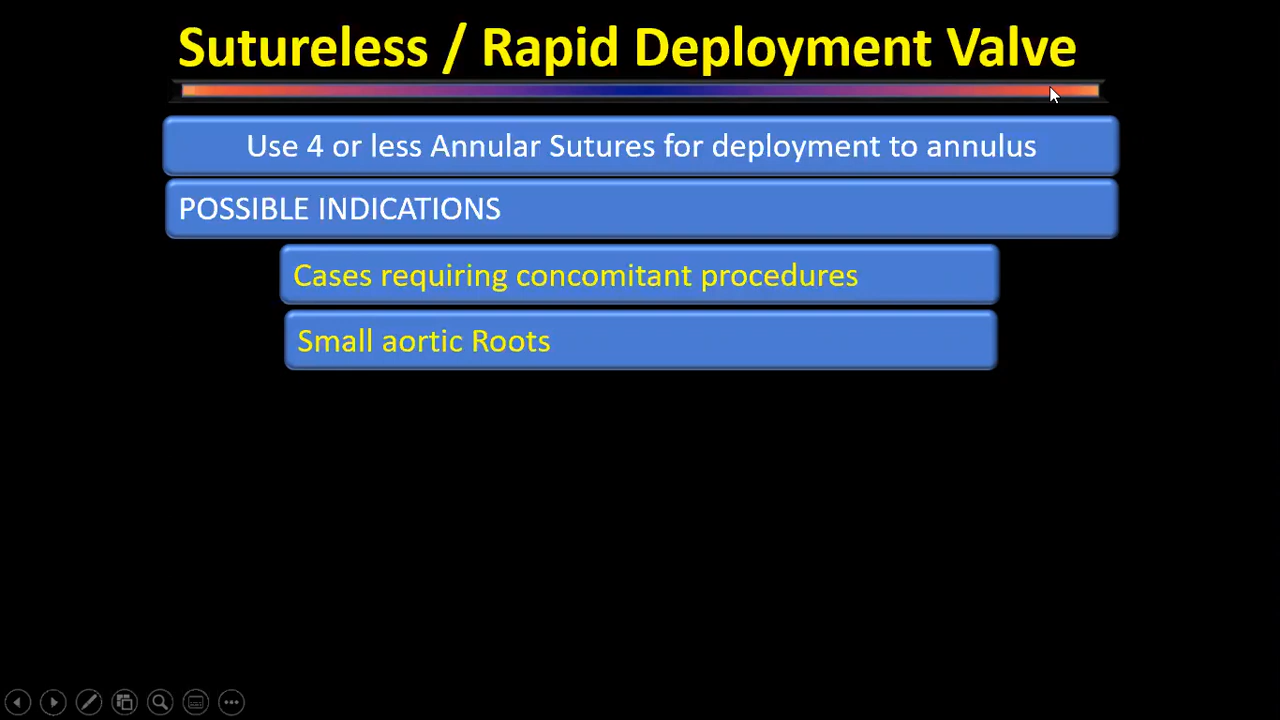 Sutureless / Rapid Deployment Valve
Use 4 or less Annular Sutures for deployment to annulus
POSSIBLE INDICATIONS
Cases requiring concomitant procedures
Small aortic Roots